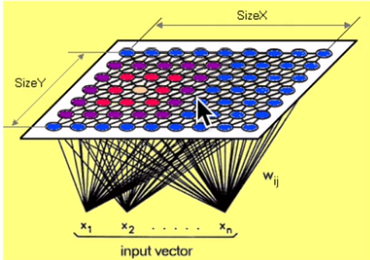 SizeX
SizeY
wij
x1 x2 . . . . . xn
input vector